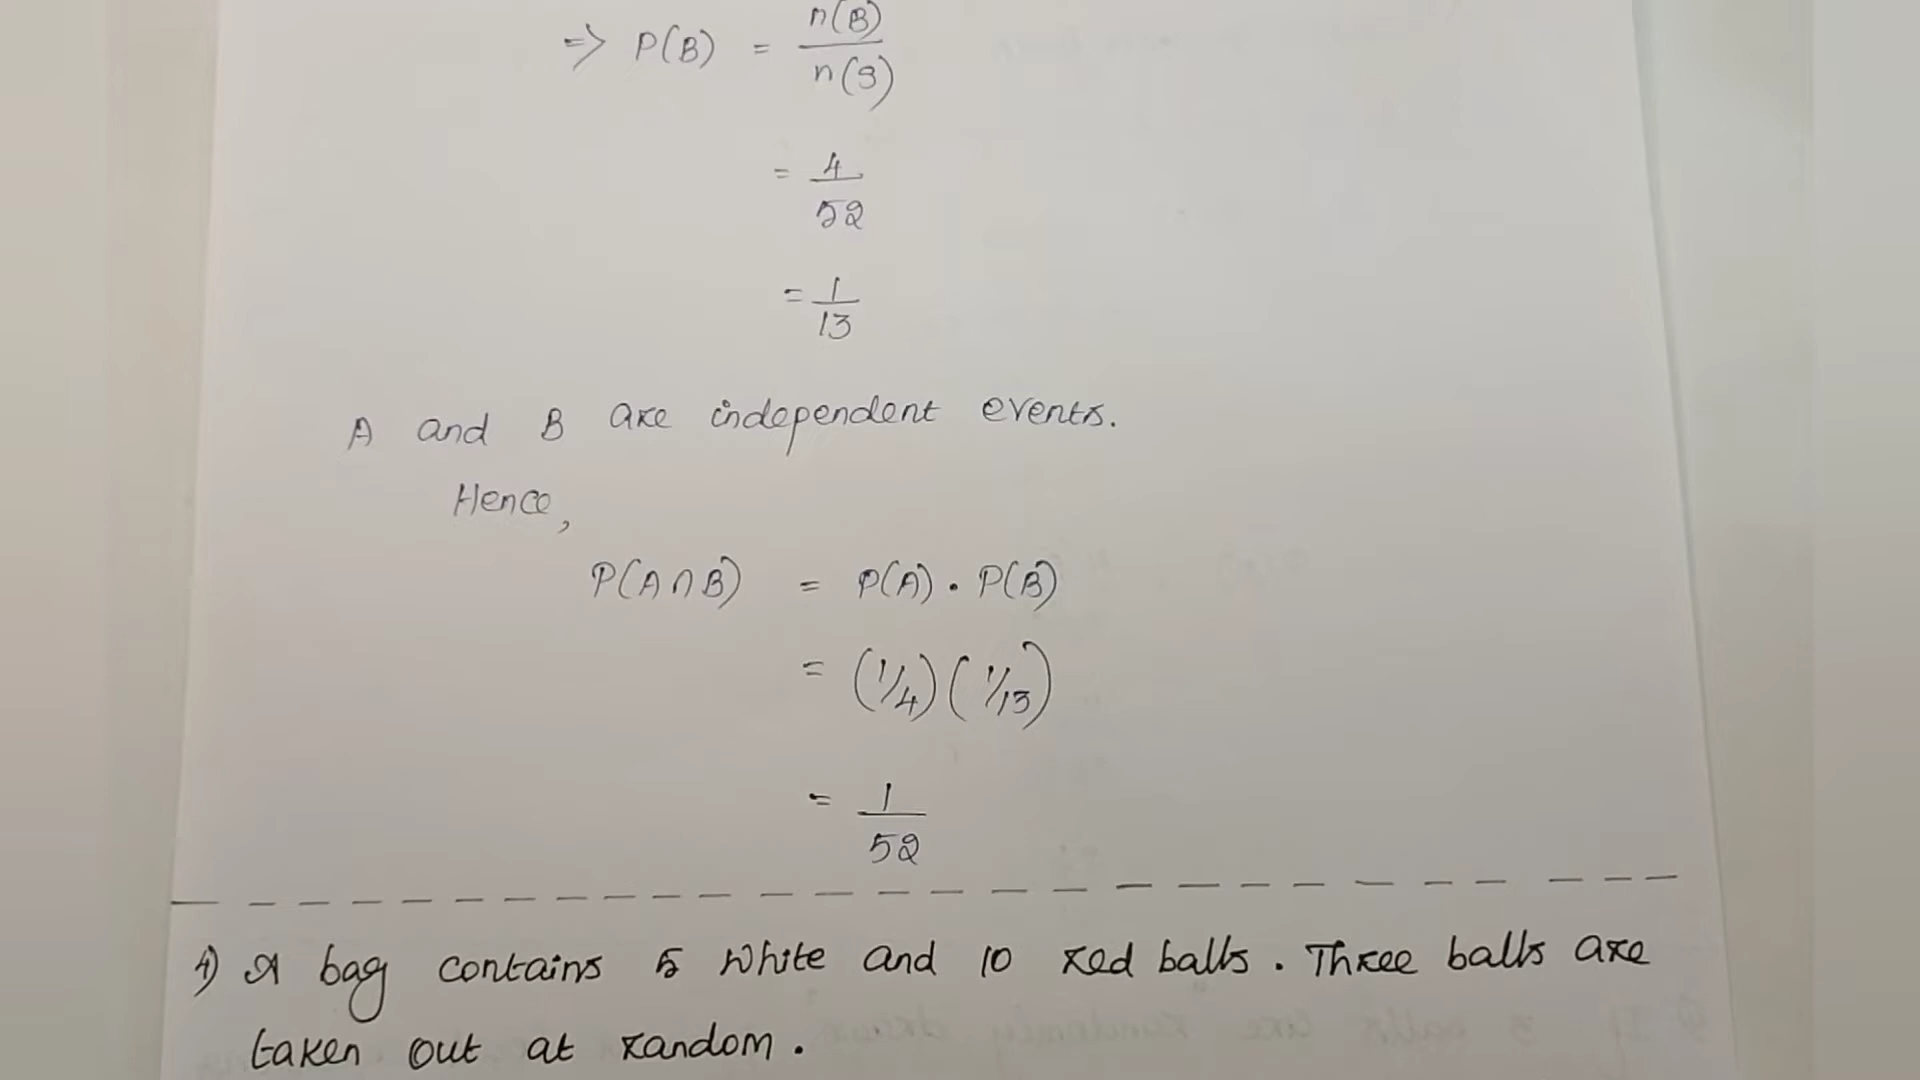 => P(B) = n(B)/n(S)
= 4/52
= 1/13
A and B are independent events.
Hence,
P(A∩B) = P(A) . P(B)
= (1/4) (1/13)
= 1/52
4) A bag contains 5 white and 10 red balls. Three balls are
taken out at random.